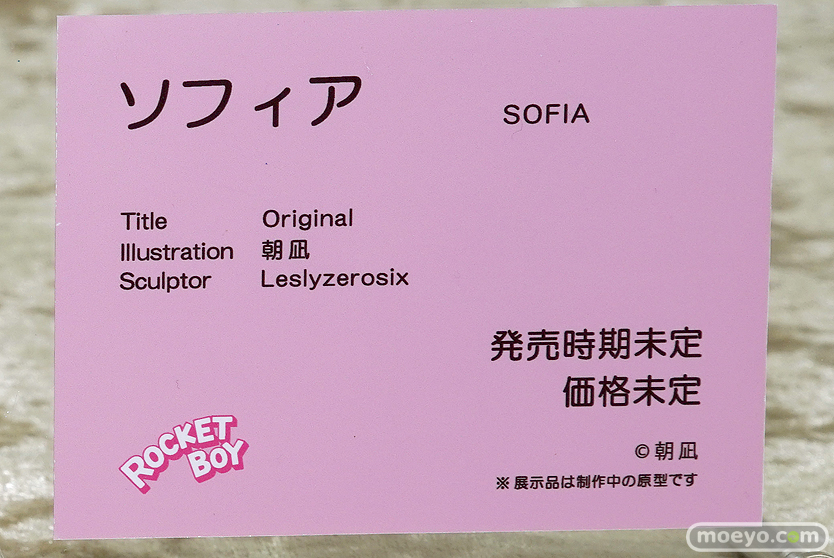 ソフィア
SOFIA
Title Original
Illustration 朝凪
Sculptor Leslyzerosix
発売時期未定
価格未定
©朝凪
※展示品は制作中の原型です
ROCKET
BOY
moeyo.com